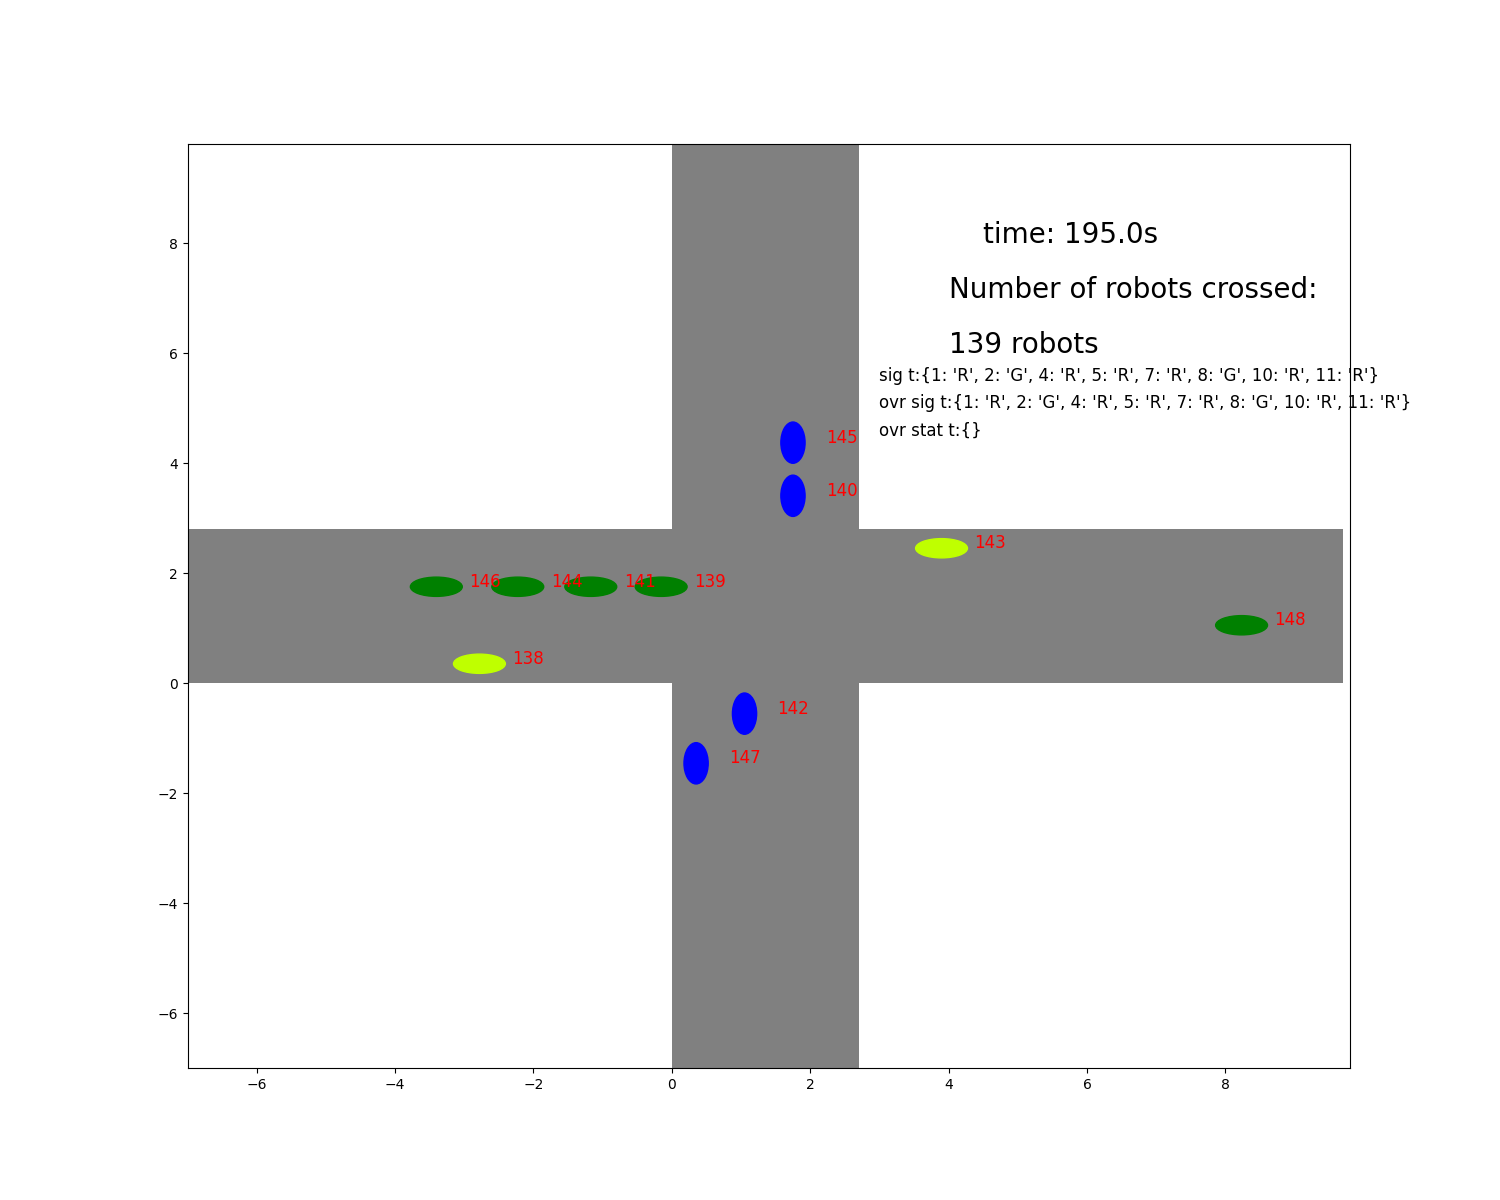 time: 195.0s
Number of robots crossed:
139 robots
sig t:{1: 'R', 2: 'G', 4: 'R', 5: 'R', 7: 'R', 8: 'G', 10: 'R', 11: 'R'}
ovr sig t:{1: 'R', 2: 'G', 4: 'R', 5: 'R', 7: 'R', 8: 'G', 10: 'R', 11: 'R'}
ovr stat t:{}
145
140
143
146 144 141 139
148
138
142
147
8
6
4
2
0
−2
−4
−6
−6 −4 −2 0 2 4 6 8